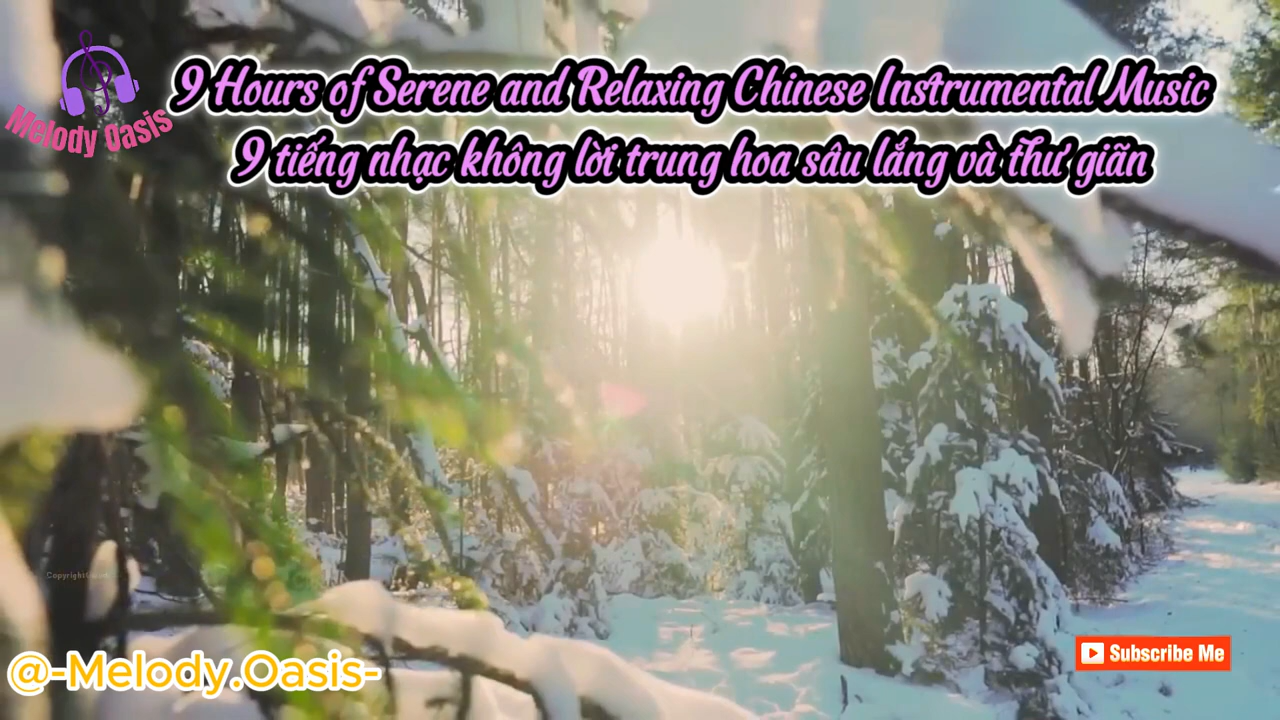 9 Hours of Serene and Relaxing Chinese Instrumental Music
9 tiếng nhạc không lời trung hoa sâu lắng và thư giãn
Melody Oasis
@-Melody.Oasis-
Subscribe Me